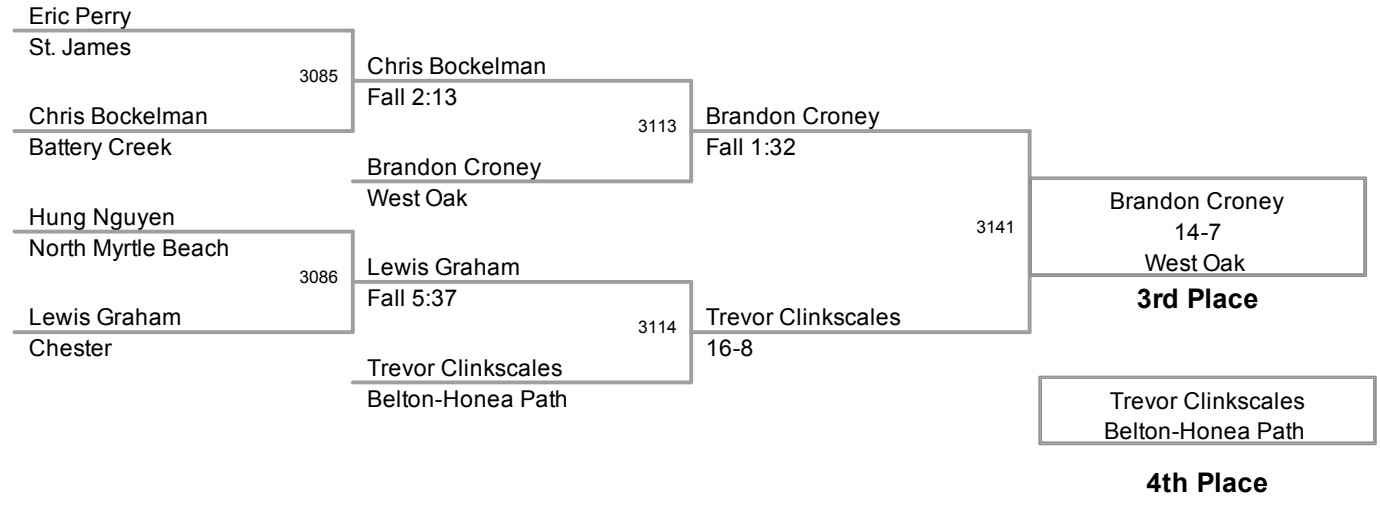 Eric Perry
St. James
3085
Chris Bockelman
Battery Creek
Hung Nguyen
North Myrtle Beach
3086
Lewis Graham
Chester
Chris Bockelman
Fall 2:13
3113
Brandon Croney
West Oak
Lewis Graham
Fall 5:37
3114
Trevor Clinkscales
Belton-Honea Path
Brandon Croney
Fall 1:32
3141
Trevor Clinkscales
16-8
Brandon Croney
14-7
West Oak
3rd Place
Trevor Clinkscales
Belton-Honea Path
4th Place